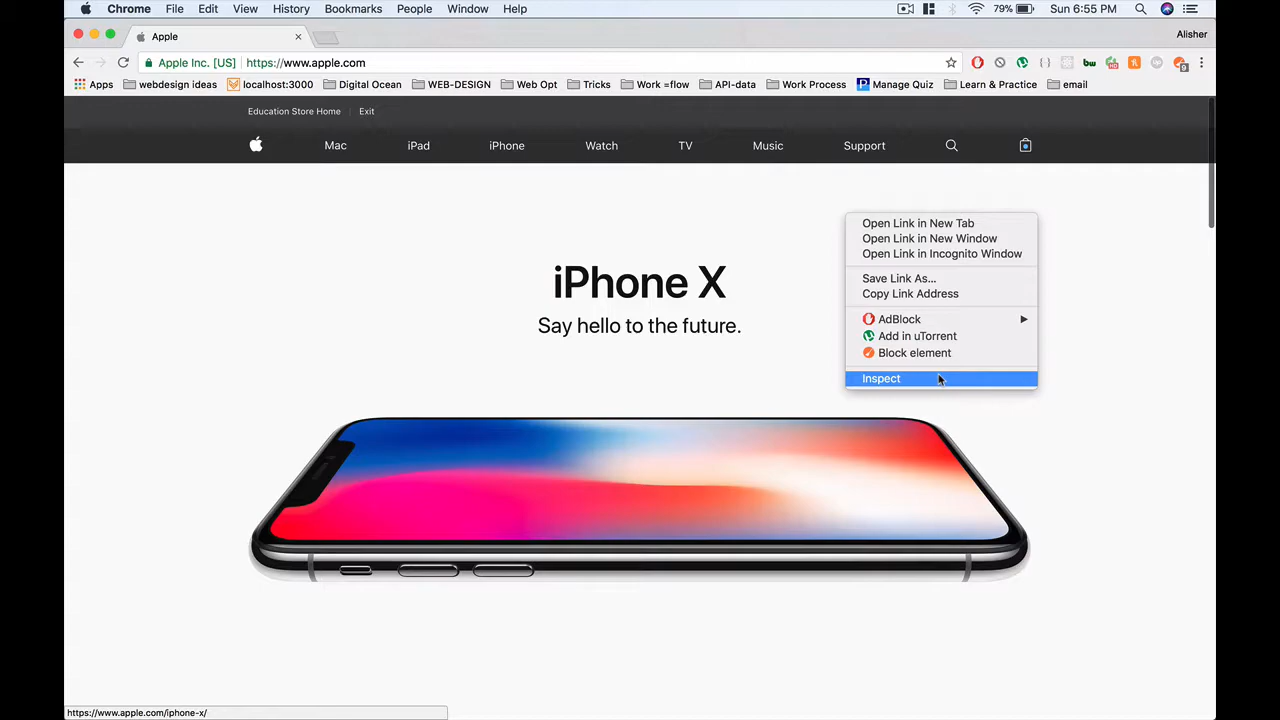 Chrome File Edit View History Bookmarks People Window Help 79% Sun 6:55 PM
Apple Alisher
Apple Inc. [US] https://www.apple.com
Apps webdesign ideas localhost:3000 Digital Ocean WEB-DESIGN Web Opt Tricks Work =flow API-data Work Process Manage Quiz Learn & Practice email
Education Store Home Exit
Mac iPad iPhone Watch TV Music Support
iPhone X
Say hello to the future.
Open Link in New Tab
Open Link in New Window
Open Link in Incognito Window
Save Link As...
Copy Link Address
AdBlock
Add in uTorrent
Block element
Inspect
https://www.apple.com/iphone-x/